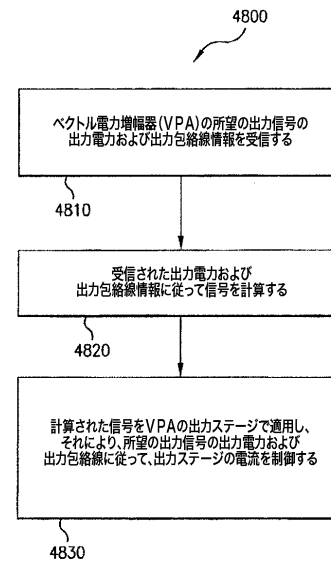 4800
ベクトル電力増幅器(VPA)の所望の出力信号の
出力電力および出力包絡線情報を受信する
4810
受信された出力電力および
出力包絡線情報に従って信号を計算する
4820
計算された信号をVPAの出力ステージで適用し、
それにより、所望の出力信号の出力電力および
出力包絡線に従って、出力ステージの電流を制御する
4830